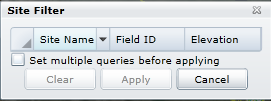 Site Filter
Site Name Field ID Elevation
Set multiple queries before applying
Clear Apply Cancel